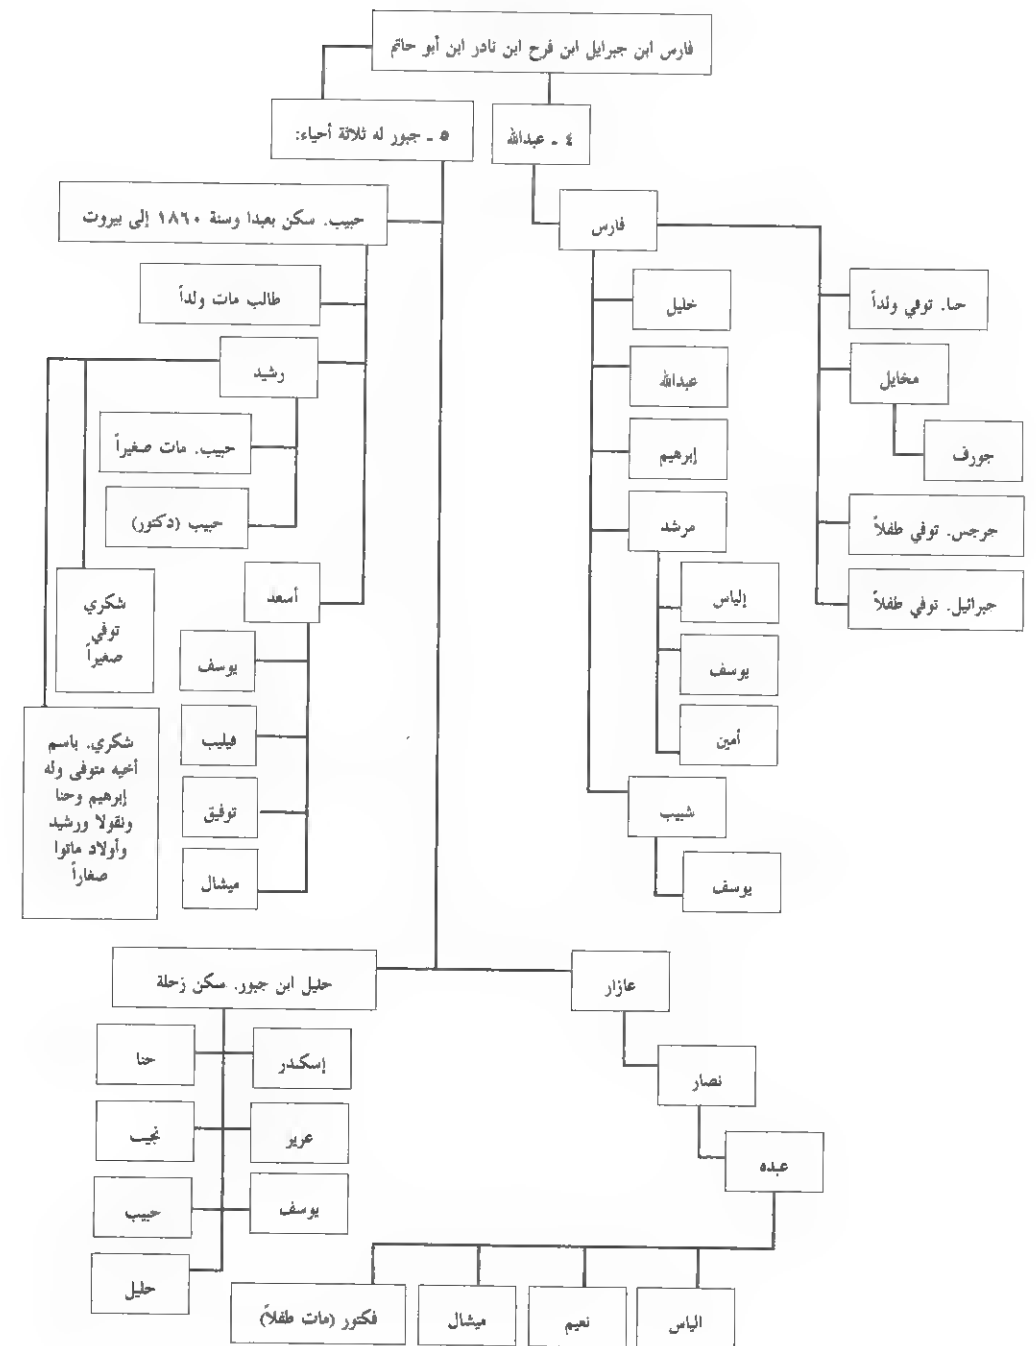 فارس ابن جبرايل ابن فرح ابن نادر ابن أبو حاتم
٤ ـ عبدالله
٥ ـ جبور له ثلاثة أحياء:
فارس
خليل
عبدالله
إبرهيم
مرشد
إلياس
يوسف
أمين
شبيب
يوسف
حنا. توفي ولداً
مخايل
جورف
جرجس. توفي طفلاً
جبرائيل. توفي طفلاً
حبيب. سكن بعبدا وسنة ١٨٦٠ إلى بيروت
طالب مات ولداً
رشيد
حبيب. مات صغيراً
حبيب (دكتور)
شكري
توفي
صغيراً
شكري. باسم
أخيه متوفى وله
إبرهيم وحنا
ونقولا ورشيد
وأولاد ماتوا
صغاراً
أسعد
يوسف
فيليب
توفيق
ميشال
عازار
نصار
عبده
الياس
نعيم
ميشال
فكتور (مات طفلاً)
حليل ابن جبور. سكن زحلة
إسكندر
حنا
عرير
نجيب
يوسف
حبيب
حليل